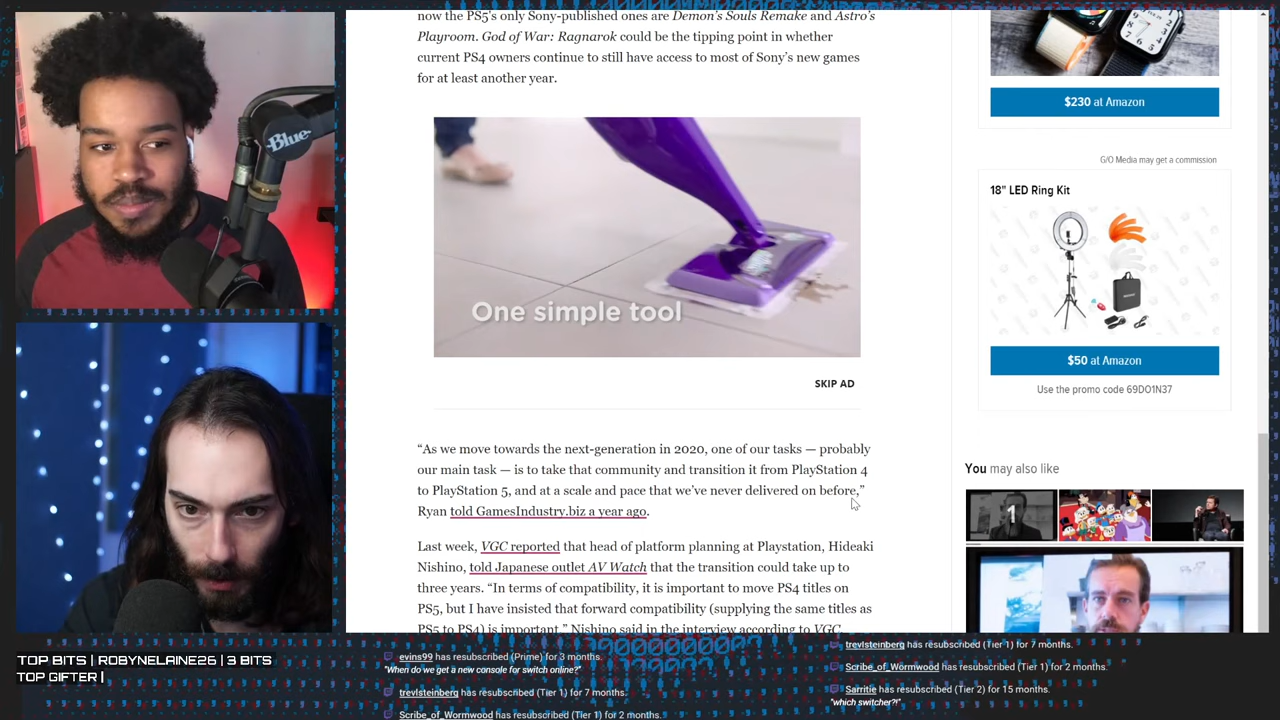 now the PS5's only Sony-published ones are Demon's Souls Remake and Astro's
Playroom. God of War: Ragnarok could be the tipping point in whether
current PS4 owners continue to still have access to most of Sony's new games
for at least another year.
One simple tool
SKIP AD
“As we move towards the next-generation in 2020, one of our tasks — probably
our main task — is to take that community and transition it from PlayStation 4
to PlayStation 5, and at a scale and pace that we’ve never delivered on before,”
Ryan told GamesIndustry.biz a year ago.
Last week, VGC reported that head of platform planning at Playstation, Hideaki
Nishino, told Japanese outlet AV Watch that the transition could take up to
three years. “In terms of compatibility, it is important to move PS4 titles on
PS5, but I have insisted that forward compatibility (supplying the same titles as
PS5 to PS4) is important,” Nishino said in the interview according to VGC
$230 at Amazon
G/O Media may get a commission
18" LED Ring Kit
$50 at Amazon
Use the promo code 69DO1N37
You may also like
1
Blue
TOP BITS | ROBYNELAINE26 | 3 BITS
TOP GIFTER |
evins99 has resubscribed (Prime) for 3 months.
"When do we get a new console for switch online?"
trevlsteinberg has resubscribed (Tier 1) for 7 months.
Scribe_of_Wormwood has resubscribed (Tier 1) for 2 months.
trevlsteinberg has resubscribed (Tier 1) for 7 months.
Scribe_of_Wormwood has resubscribed (Tier 1) for 2 months.
Sarritie has resubscribed (Tier 2) for 15 months.
"which switcher?!"